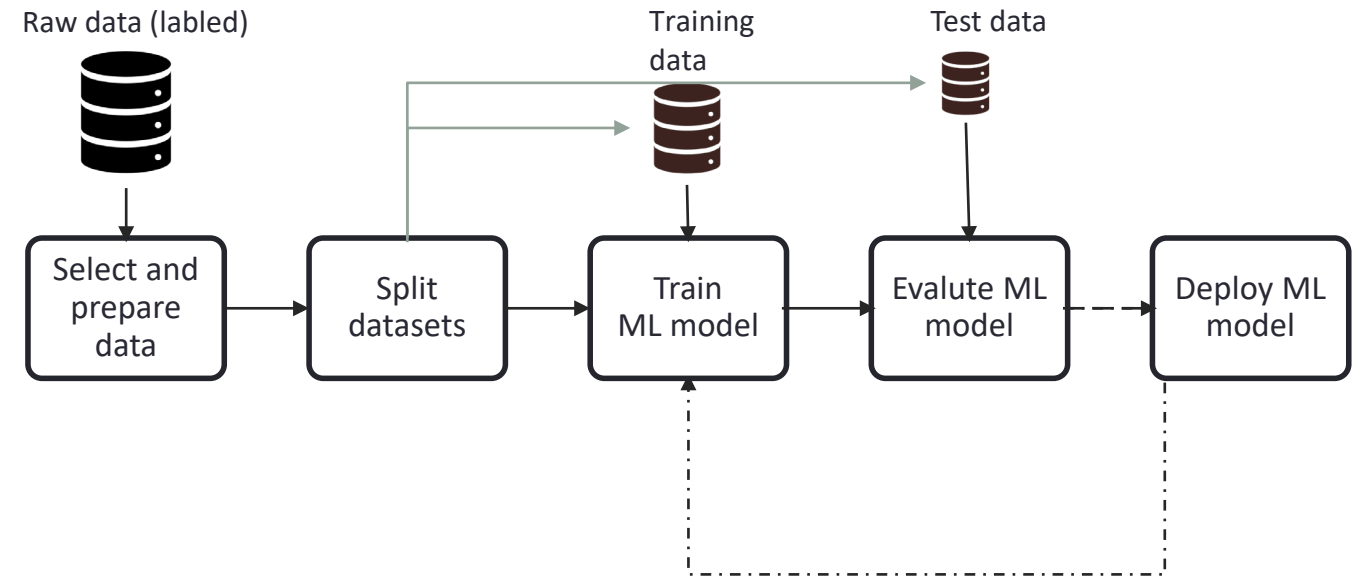 Raw data (labled)
Training
data
Test data
Select and
prepare
data
Split
datasets
Train
ML model
Evalute ML
model
Deploy ML
model